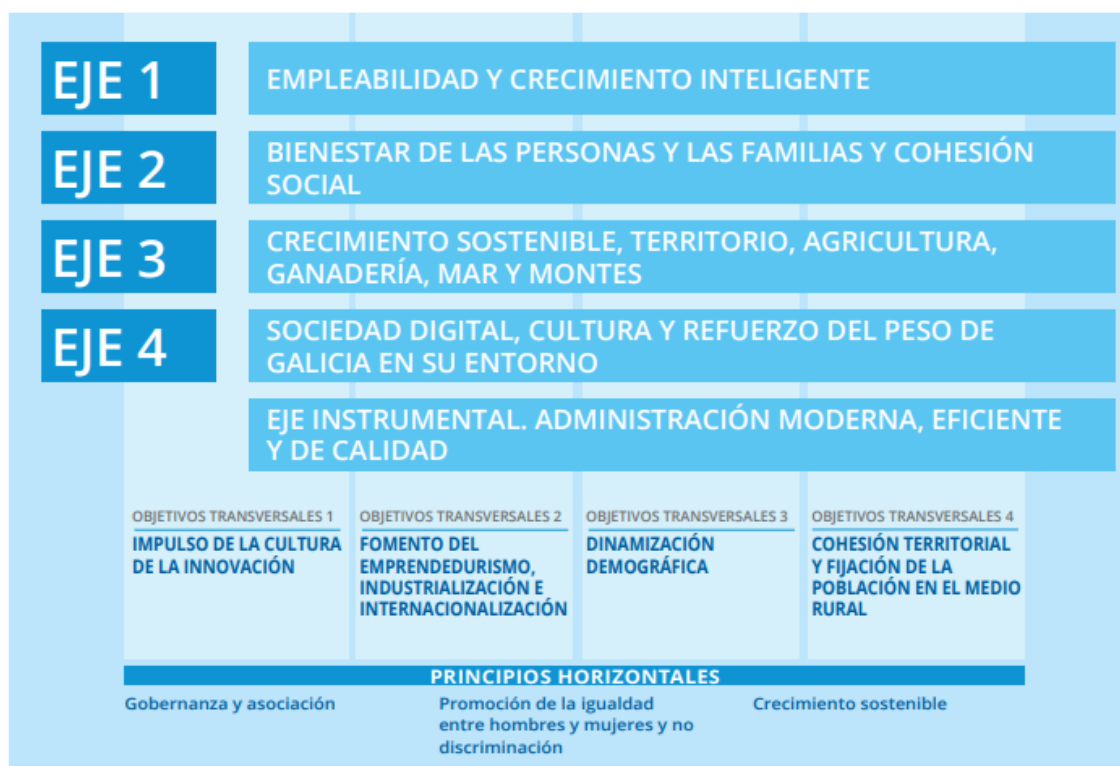 EJE 1
EMPLEABILIDAD Y CRECIMIENTO INTELIGENTE
EJE 2
BIENESTAR DE LAS PERSONAS Y LAS FAMILIAS Y COHESIÓN
SOCIAL
EJE 3
CRECIMIENTO SOSTENIBLE, TERRITORIO, AGRICULTURA,
GANADERÍA, MAR Y MONTES
EJE 4
SOCIEDAD DIGITAL, CULTURA Y REFUERZO DEL PESO DE
GALICIA EN SU ENTORNO
EJE INSTRUMENTAL. ADMINISTRACIÓN MODERNA, EFICIENTE
Y DE CALIDAD
OBJETIVOS TRANSVERSALES 1
IMPULSO DE LA CULTURA
DE LA INNOVACIÓN
OBJETIVOS TRANSVERSALES 2
FOMENTO DEL
EMPRENDEDURISMO,
INDUSTRIALIZACIÓN E
INTERNACIONALIZACIÓN
OBJETIVOS TRANSVERSALES 3
DINAMIZACIÓN
DEMOGRÁFICA
OBJETIVOS TRANSVERSALES 4
COHESIÓN TERRITORIAL
Y FIJACIÓN DE LA
POBLACIÓN EN EL MEDIO
RURAL
PRINCIPIOS HORIZONTALES
Gobernanza y asociación
Promoción de la igualdad
entre hombres y mujeres y no
discriminación
Crecimiento sostenible